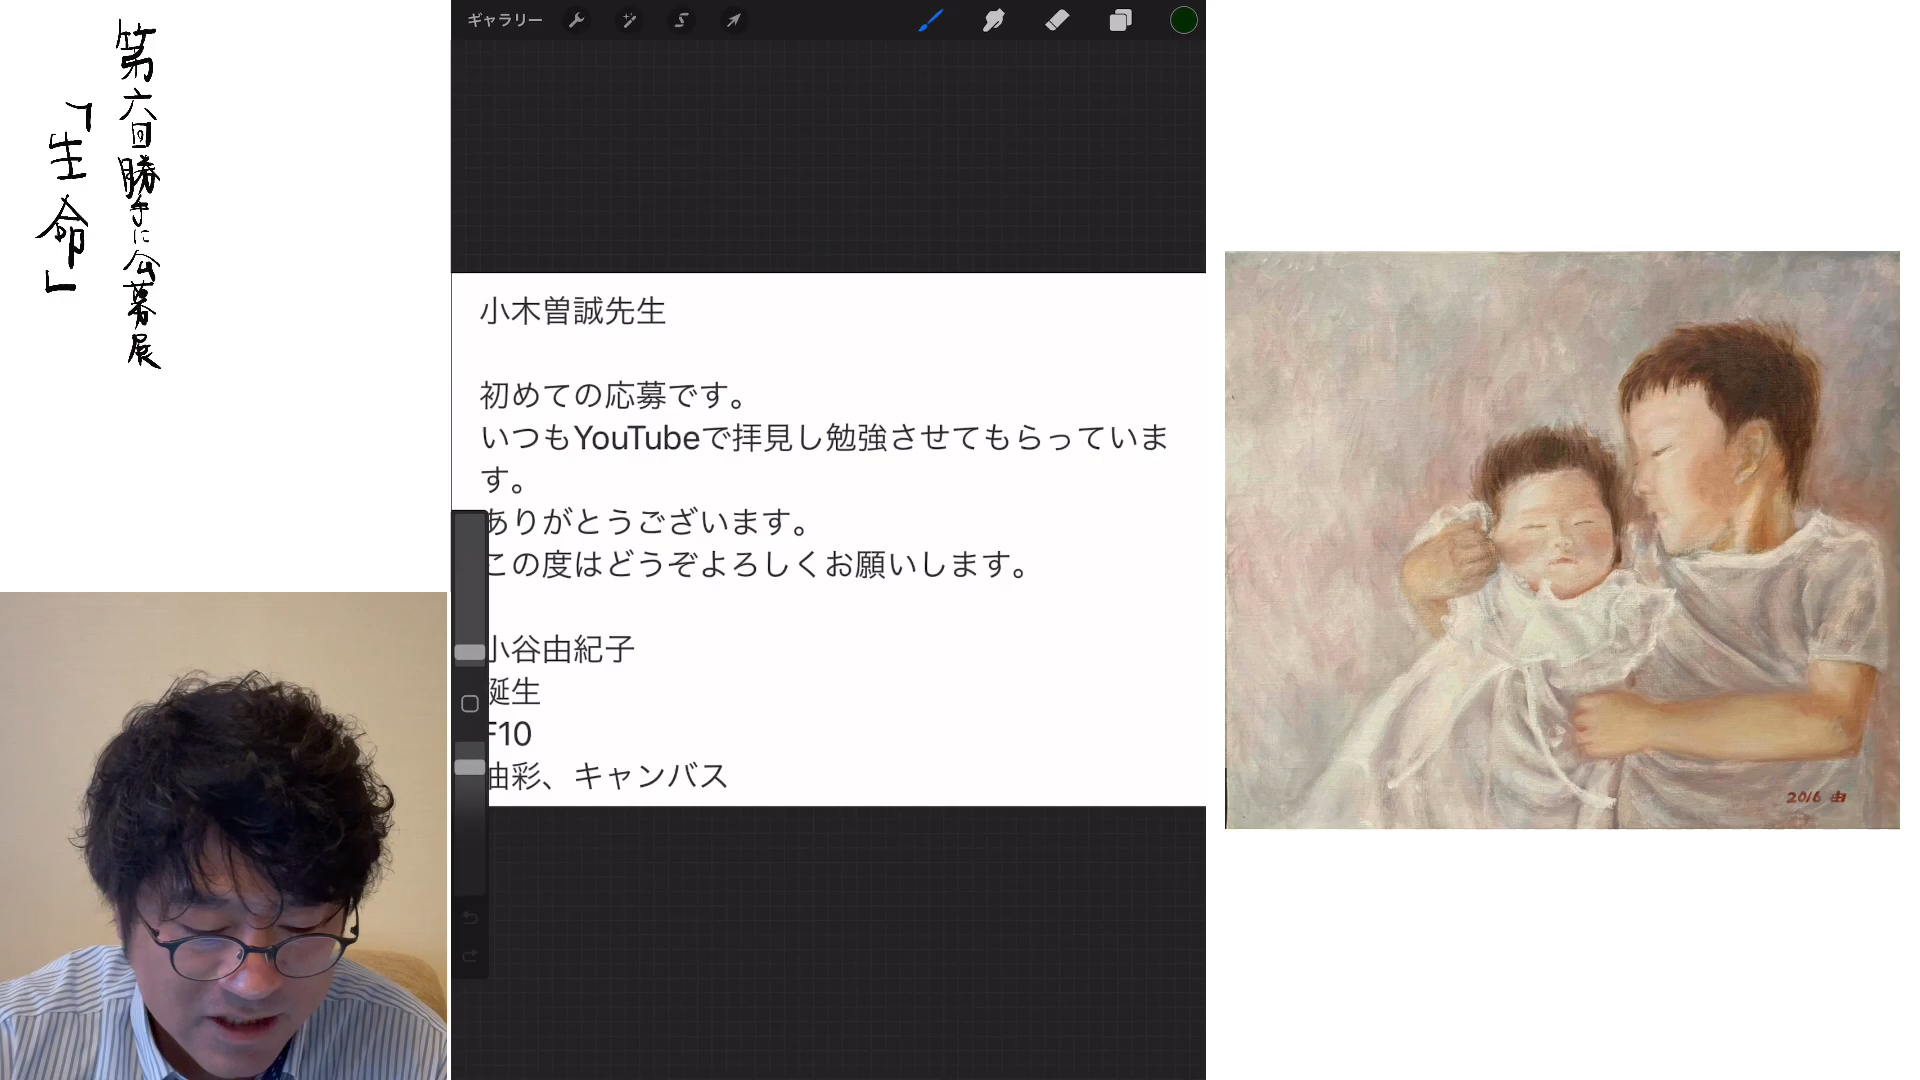 第六回勝手に公募展
「生命」
ギャラリー
小木曽誠先生
初めての応募です。
いつもYouTubeで拝見し勉強させてもらっていま
す。
ありがとうございます。
この度はどうぞよろしくお願いします。
小谷由紀子
誕生
F10
油彩、キャンバス
2016 由